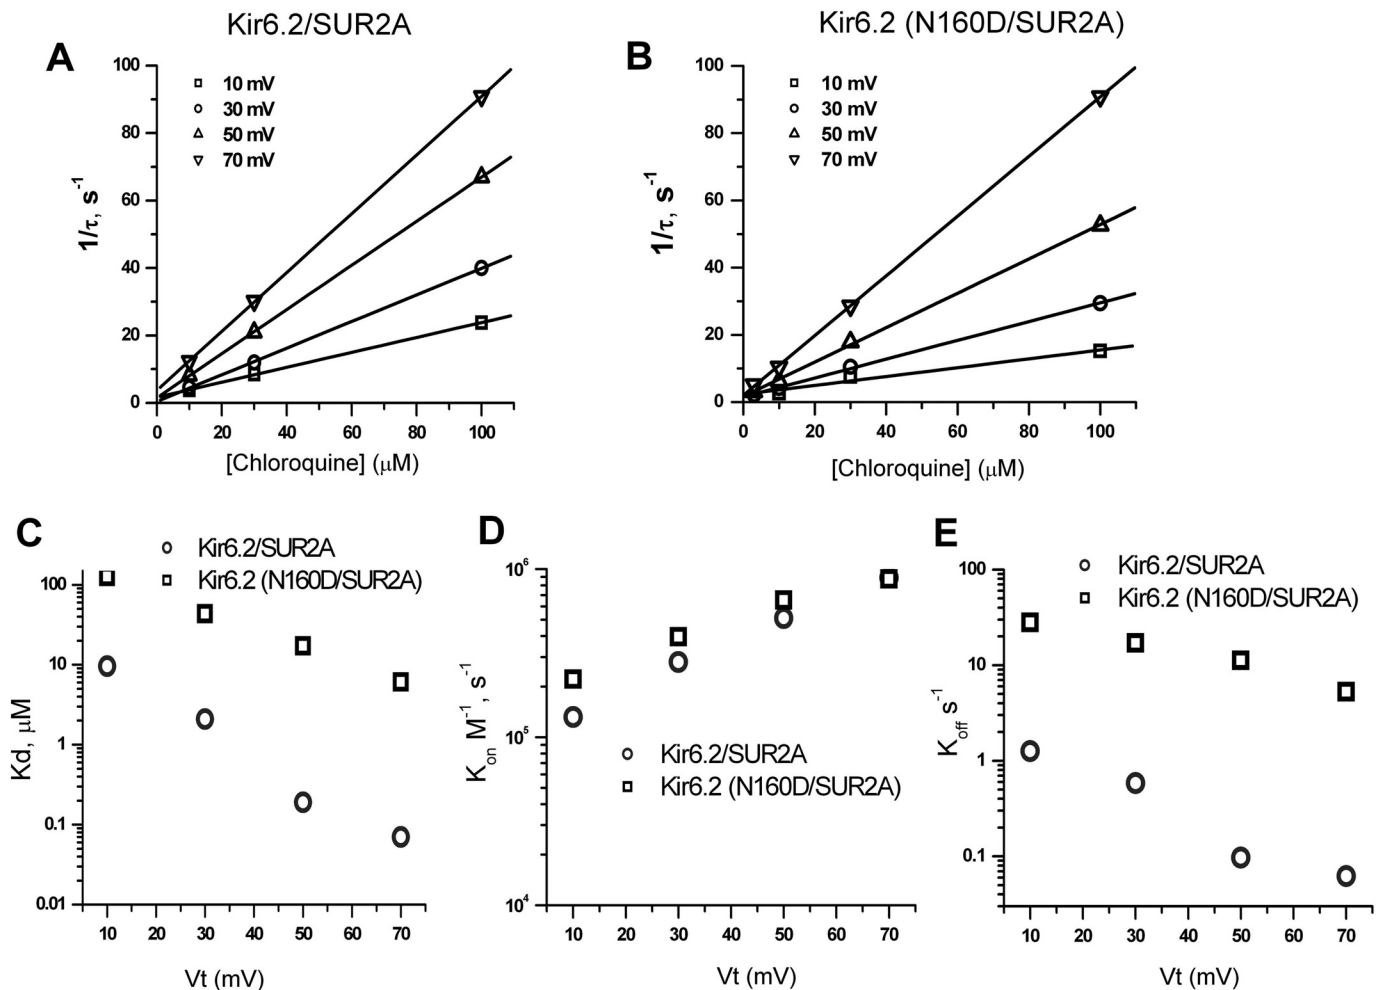 Kir6.2/SUR2A
Kir6.2 (N160D/SUR2A)
A
100
80
60
40
20
0
1/τ, s⁻¹
10 mV
30 mV
50 mV
70 mV
0 20 40 60 80 100
[Chloroquine] (μM)
B
100
80
60
40
20
0
1/τ, s⁻¹
10 mV
30 mV
50 mV
70 mV
0 20 40 60 80 100
[Chloroquine] (μM)
C
Kir6.2/SUR2A
Kir6.2 (N160D/SUR2A)
100
10
1
0.1
0.01
Kd, μM
10 20 30 40 50 60 70
Vt (mV)
D
10⁶
10⁵
10⁴
Kon M⁻¹, s⁻¹
Kir6.2/SUR2A
Kir6.2 (N160D/SUR2A)
10 20 30 40 50 60 70
Vt (mV)
E
Kir6.2/SUR2A
Kir6.2 (N160D/SUR2A)
100
10
1
0.1
Koff s⁻¹
10 20 30 40 50 60 70
Vt (mV)